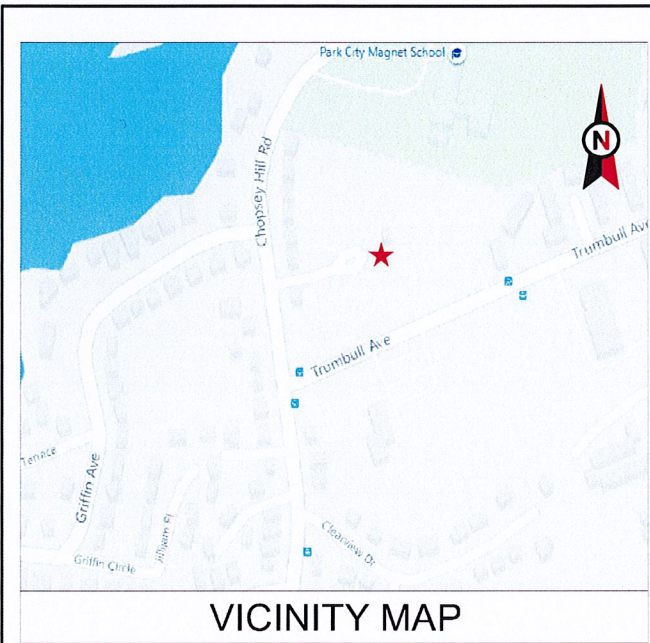 Park City Magnet School
N
Chopsey Hill Rd
Trumbull Ave
Trumbull Ave
Griffin Ave
Clearview Dr
Griffin Circle
VICINITY MAP